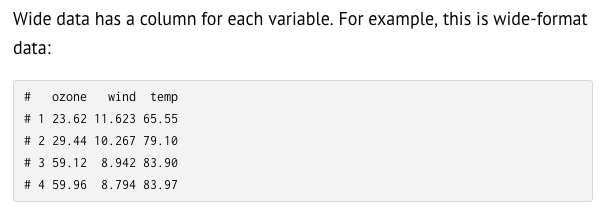 Wide data has a column for each variable. For example, this is wide-format
data:
#   ozone   wind  temp
# 1 23.62 11.623 65.55
# 2 29.44 10.267 79.10
# 3 59.12  8.942 83.90
# 4 59.96  8.794 83.97